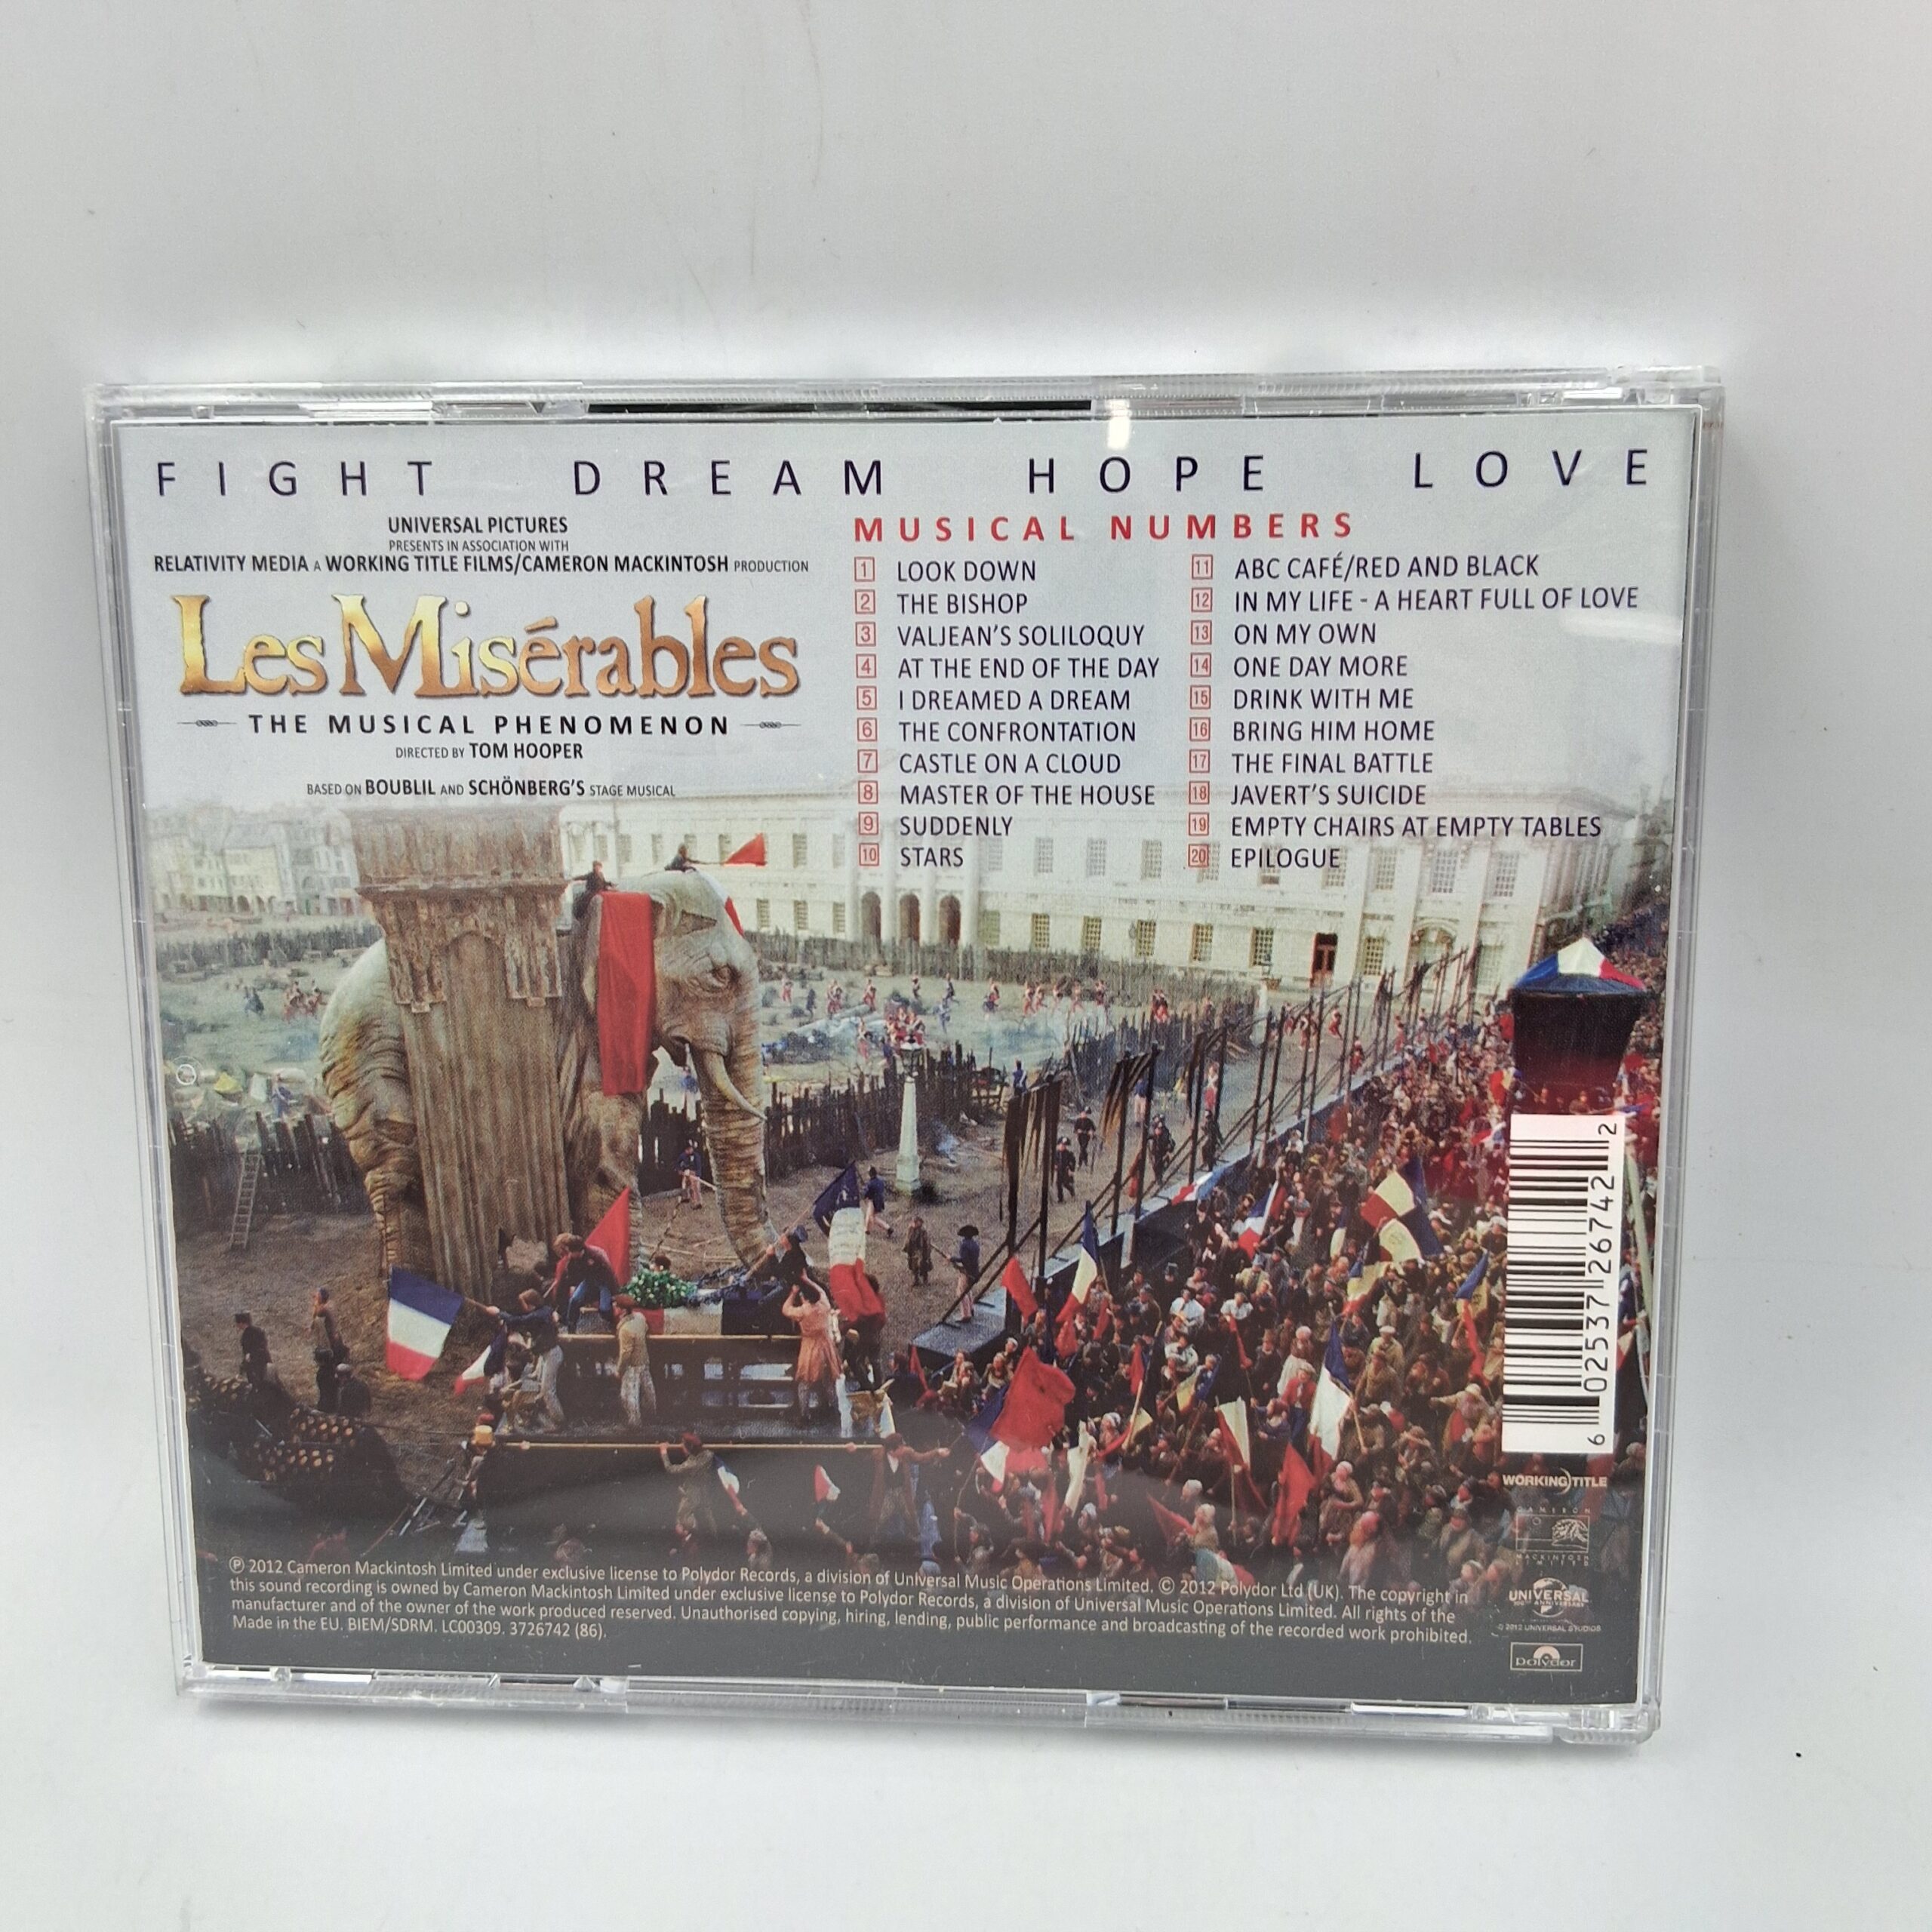 FIGHT DREAM HOPE LOVE
UNIVERSAL PICTURES
PRESENTS IN ASSOCIATION WITH
RELATIVITY MEDIA A WORKING TITLE FILMS/CAMERON MACKINTOSH PRODUCTION
Les Misérables
THE MUSICAL PHENOMENON
DIRECTED BY TOM HOOPER
BASED ON BOUBLIL AND SCHÖNBERG'S STAGE MUSICAL
MUSICAL NUMBERS
1 LOOK DOWN
2 THE BISHOP
3 VALJEAN'S SOLILOQUY
4 AT THE END OF THE DAY
5 I DREAMED A DREAM
6 THE CONFRONTATION
7 CASTLE ON A CLOUD
8 MASTER OF THE HOUSE
9 SUDDENLY
10 STARS
11 ABC CAFÉ/RED AND BLACK
12 IN MY LIFE - A HEART FULL OF LOVE
13 ON MY OWN
14 ONE DAY MORE
15 DRINK WITH ME
16 BRING HIM HOME
17 THE FINAL BATTLE
18 JAVERT'S SUICIDE
19 EMPTY CHAIRS AT EMPTY TABLES
20 EPILOGUE
6 02537 26742 2
WORKING TITLE
CAMERON
MACKINTOSH
LIMITED
UNIVERSAL
100TH ANNIVERSARY
© 2012 UNIVERSAL STUDIOS
polydor
℗ 2012 Cameron Mackintosh Limited under exclusive license to Polydor Records, a division of Universal Music Operations Limited. © 2012 Polydor Ltd (UK). The copyright in
this sound recording is owned by Cameron Mackintosh Limited under exclusive license to Polydor Records, a division of Universal Music Operations Limited. All rights of the
manufacturer and of the owner of the work produced reserved. Unauthorised copying, hiring, lending, public performance and broadcasting of the recorded work prohibited.
Made in the EU. BIEM/SDRM. LC00309. 3726742 (86).